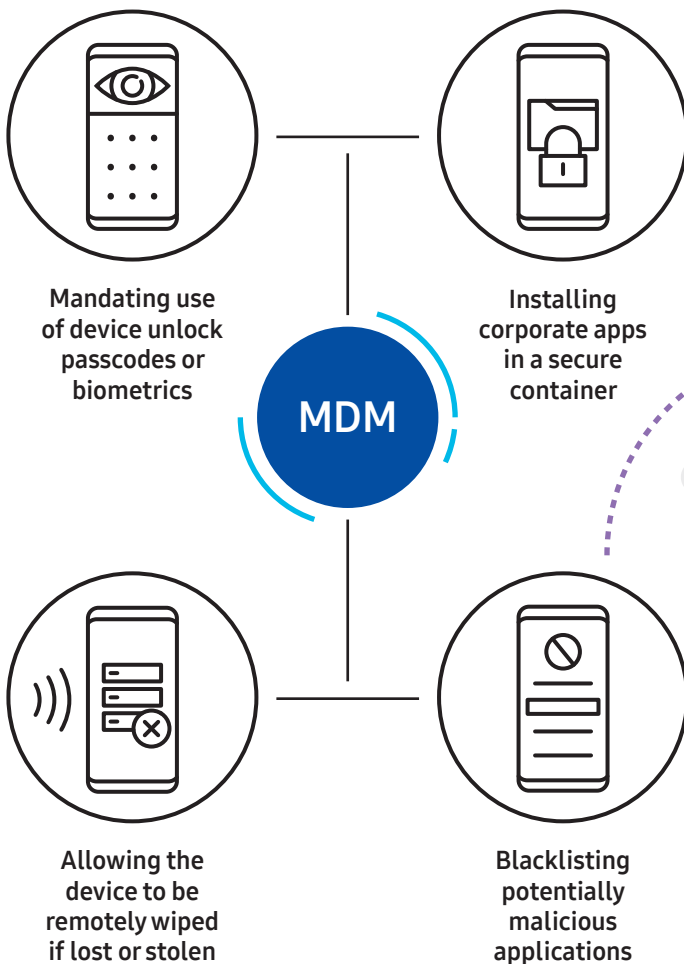 Mandating use
of device unlock
passcodes or
biometrics
Installing
corporate apps
in a secure
container
MDM
Allowing the
device to be
remotely wiped
if lost or stolen
Blacklisting
potentially
malicious
applications